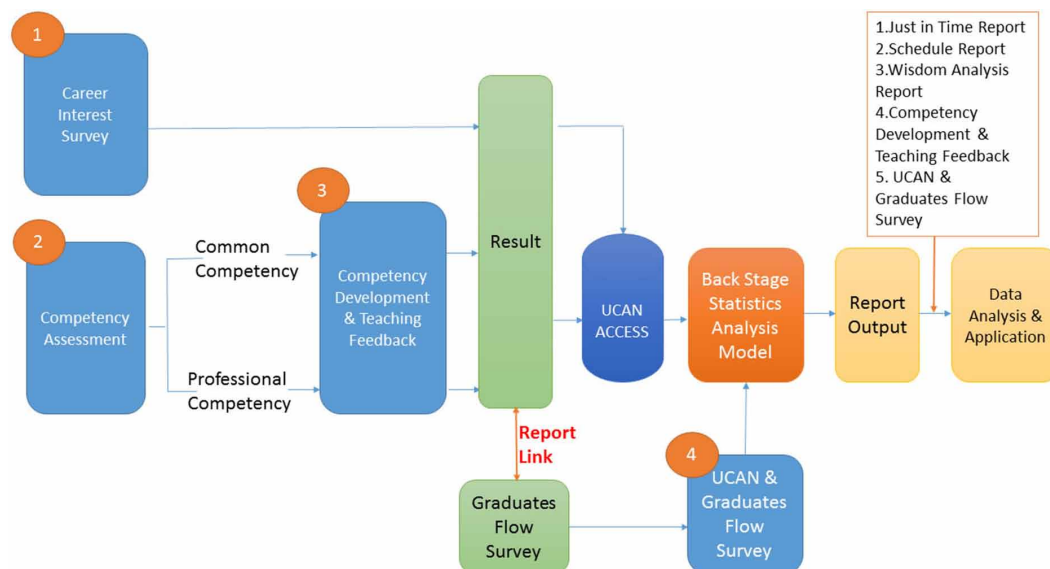 1
Career
Interest
Survey
2
Competency
Assessment
Common
Competency
Professional
Competency
3
Competency
Development
& Teaching
Feedback
Result
Report
Link
Graduates
Flow
Survey
UCAN
ACCESS
Back Stage
Statistics
Analysis
Model
4
UCAN &
Graduates
Flow
Survey
Report
Output
1.Just in Time Report
2.Schedule Report
3.Wisdom Analysis
Report
4.Competency
Development &
Teaching Feedback
5. UCAN &
Graduates Flow
Survey
Data
Analysis &
Application